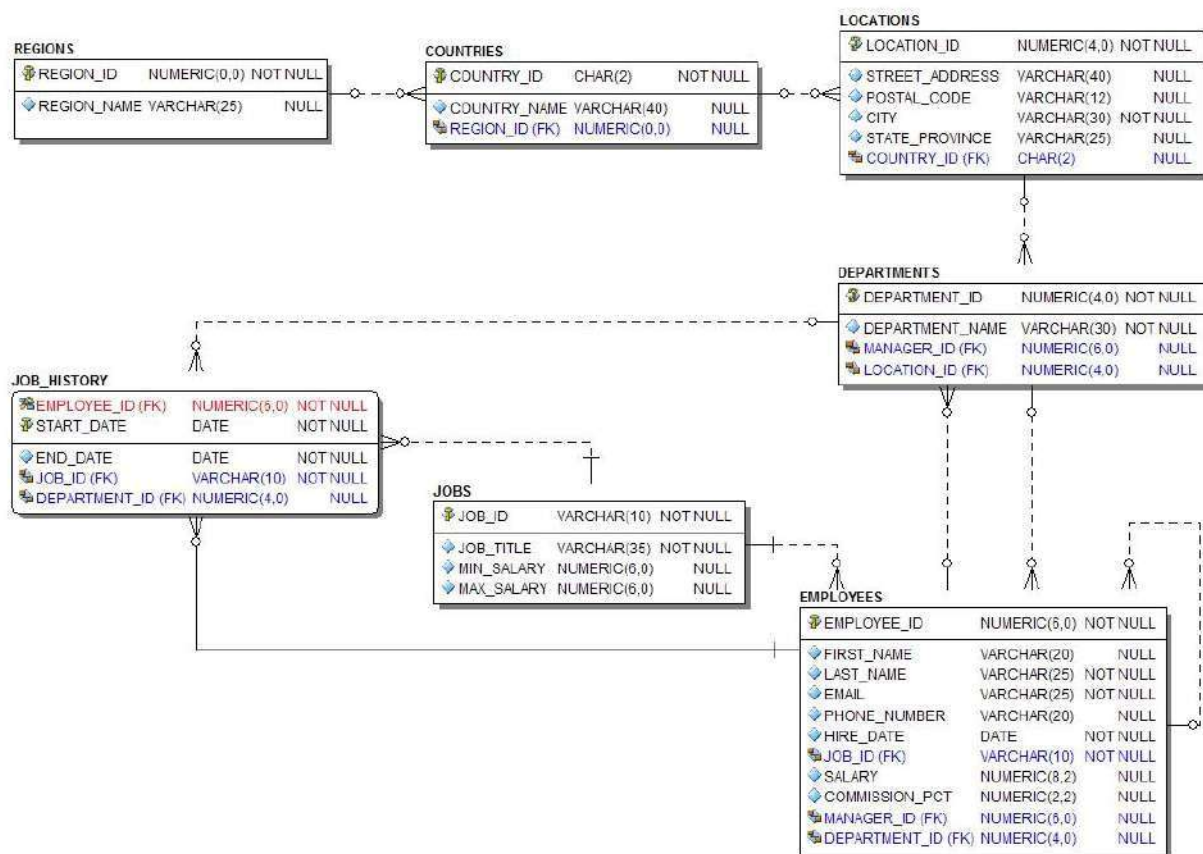 REGIONS
REGION_ID NUMERIC(0,0) NOT NULL
REGION_NAME VARCHAR(25) NULL
COUNTRIES
COUNTRY_ID CHAR(2) NOT NULL
COUNTRY_NAME VARCHAR(40) NULL
REGION_ID (FK) NUMERIC(0,0) NULL
LOCATIONS
LOCATION_ID NUMERIC(4,0) NOT NULL
STREET_ADDRESS VARCHAR(40) NULL
POSTAL_CODE VARCHAR(12) NULL
CITY VARCHAR(30) NOT NULL
STATE_PROVINCE VARCHAR(25) NULL
COUNTRY_ID (FK) CHAR(2) NULL
DEPARTMENTS
DEPARTMENT_ID NUMERIC(4,0) NOT NULL
DEPARTMENT_NAME VARCHAR(30) NOT NULL
MANAGER_ID (FK) NUMERIC(6,0) NULL
LOCATION_ID (FK) NUMERIC(4,0) NULL
JOB_HISTORY
EMPLOYEE_ID (FK) NUMERIC(6,0) NOT NULL
START_DATE DATE NOT NULL
END_DATE DATE NOT NULL
JOB_ID (FK) VARCHAR(10) NOT NULL
DEPARTMENT_ID (FK) NUMERIC(4,0) NULL
JOBS
JOB_ID VARCHAR(10) NOT NULL
JOB_TITLE VARCHAR(35) NOT NULL
MIN_SALARY NUMERIC(6,0) NULL
MAX_SALARY NUMERIC(6,0) NULL
EMPLOYEES
EMPLOYEE_ID NUMERIC(6,0) NOT NULL
FIRST_NAME VARCHAR(20) NULL
LAST_NAME VARCHAR(25) NOT NULL
EMAIL VARCHAR(25) NOT NULL
PHONE_NUMBER VARCHAR(20) NULL
HIRE_DATE DATE NOT NULL
JOB_ID (FK) VARCHAR(10) NOT NULL
SALARY NUMERIC(8,2) NULL
COMMISSION_PCT NUMERIC(2,2) NULL
MANAGER_ID (FK) NUMERIC(6,0) NULL
DEPARTMENT_ID (FK) NUMERIC(4,0) NULL